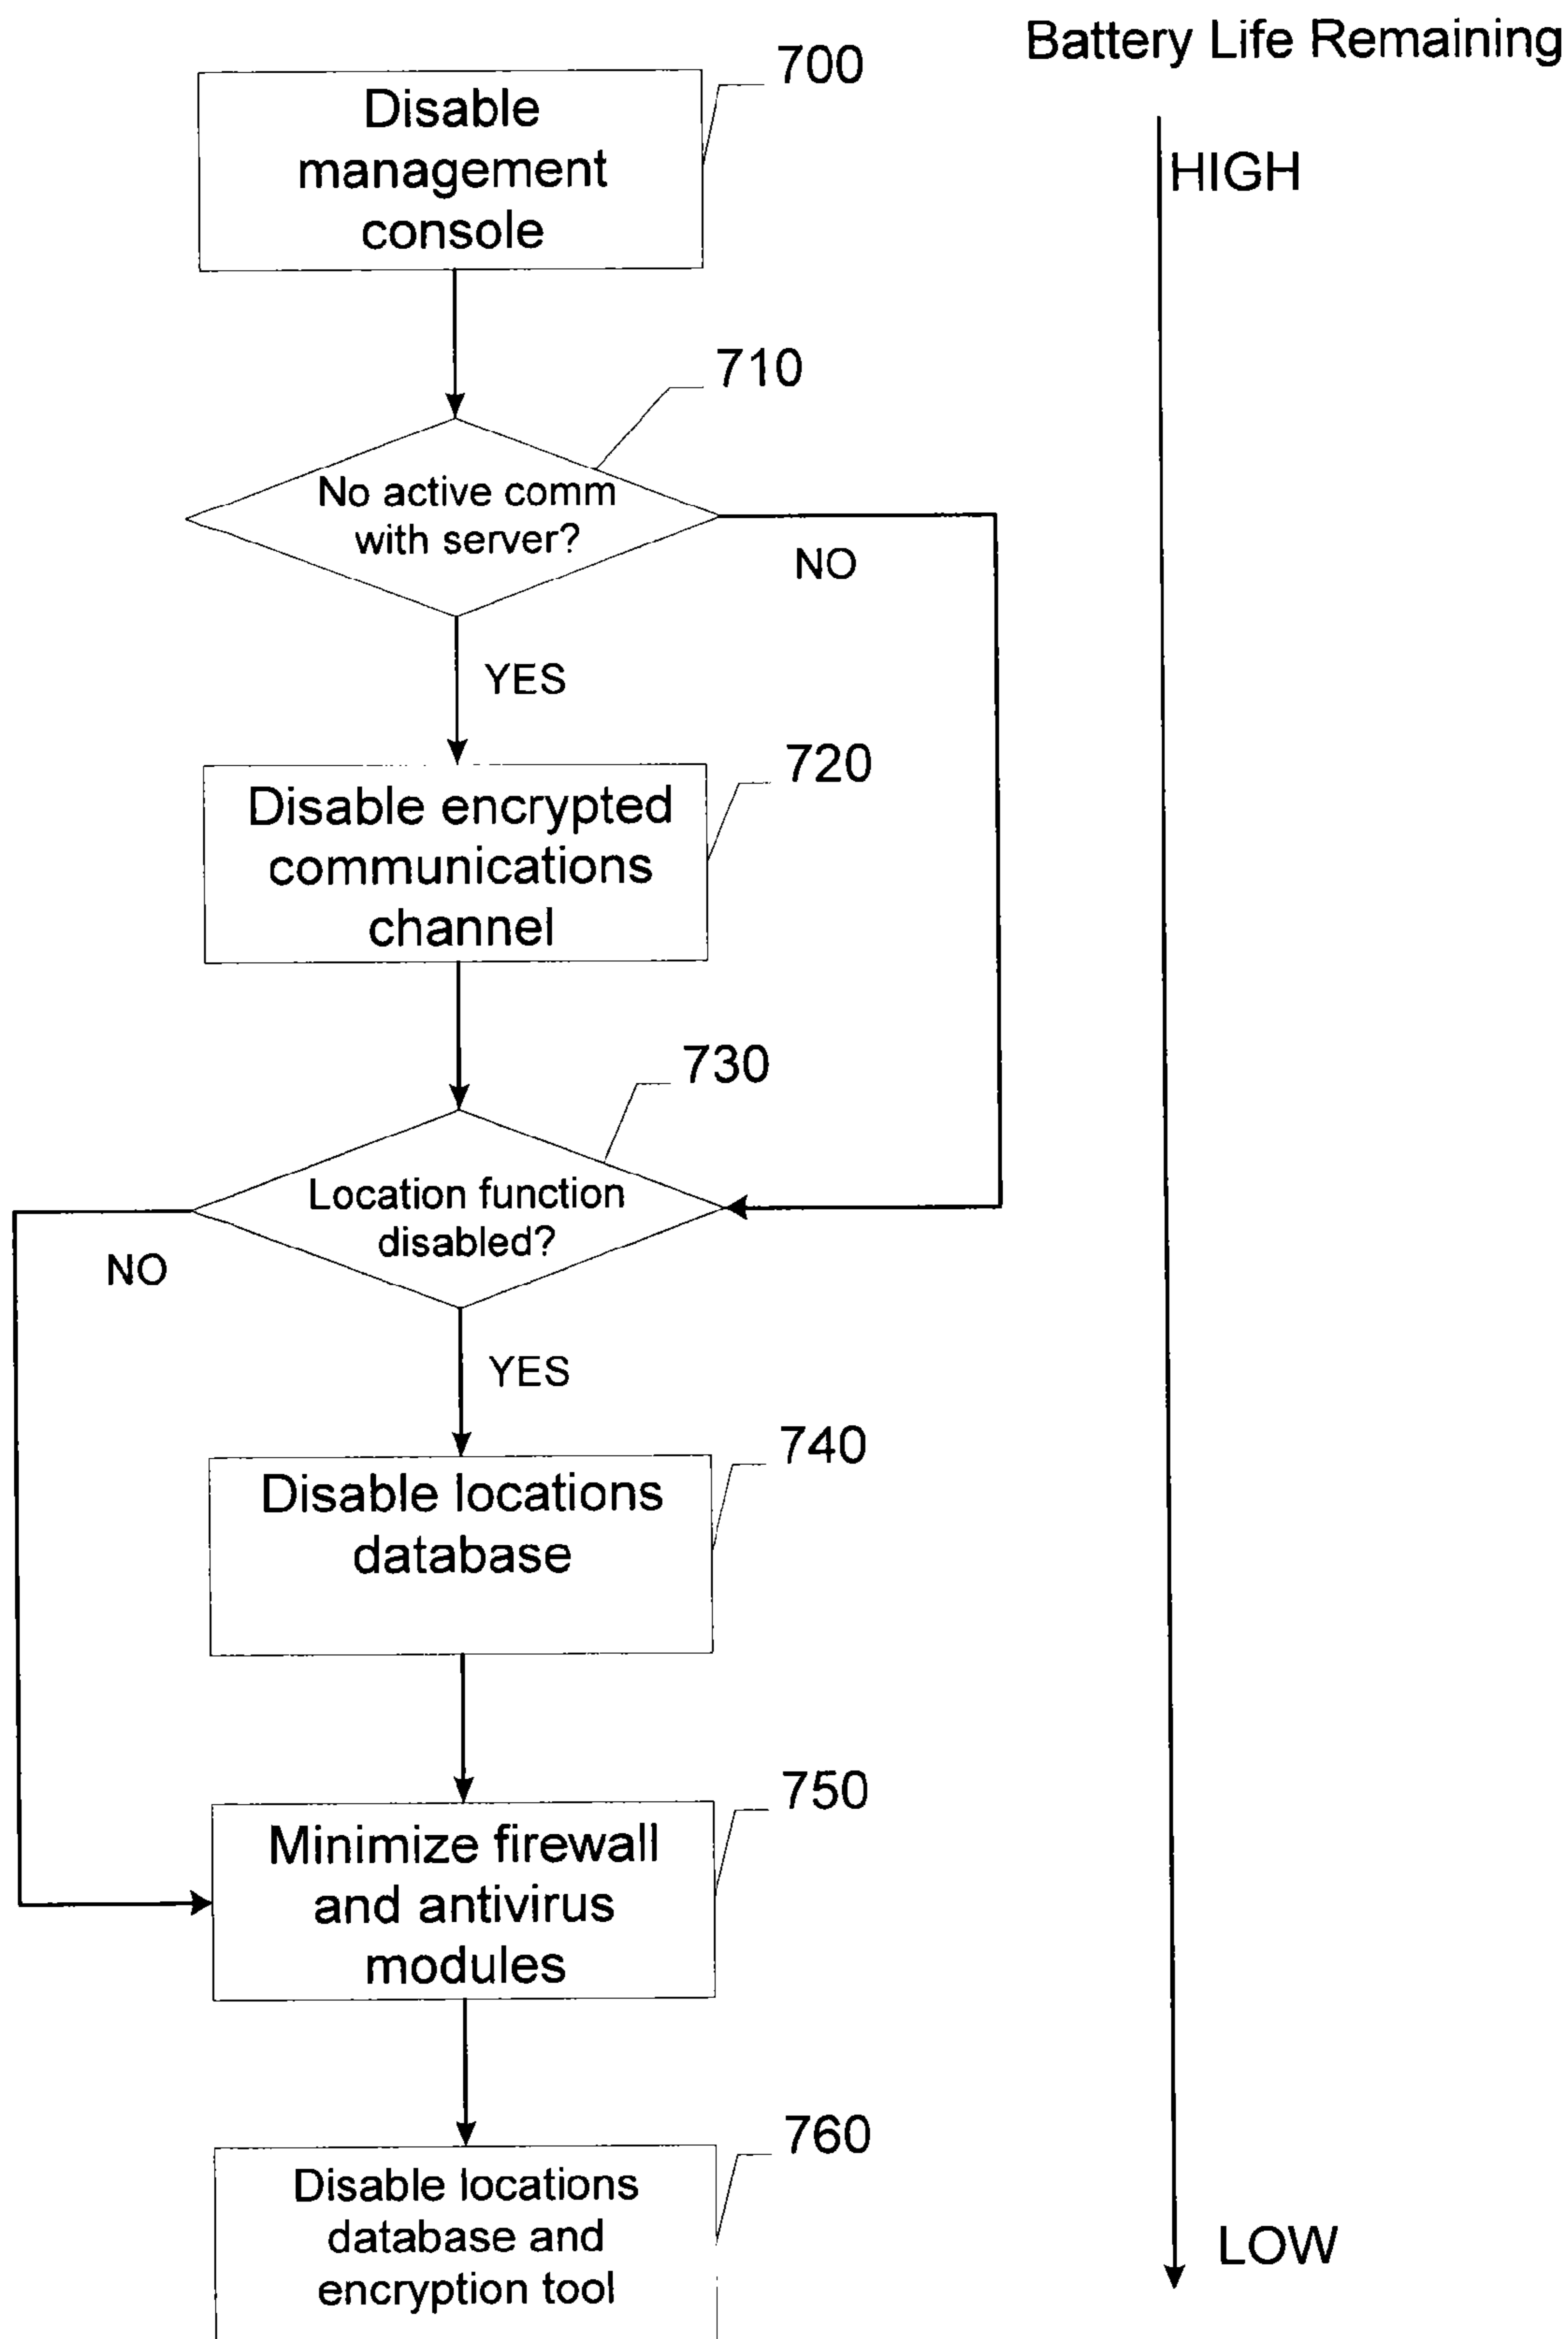 Battery Life Remaining
700
Disable
management
console
HIGH
710
No active comm
with server?
NO
YES
720
Disable encrypted
communications
channel
730
Location function
disabled?
NO
YES
740
Disable locations
database
750
Minimize firewall
and antivirus
modules
760
Disable locations
database and
encryption tool
LOW